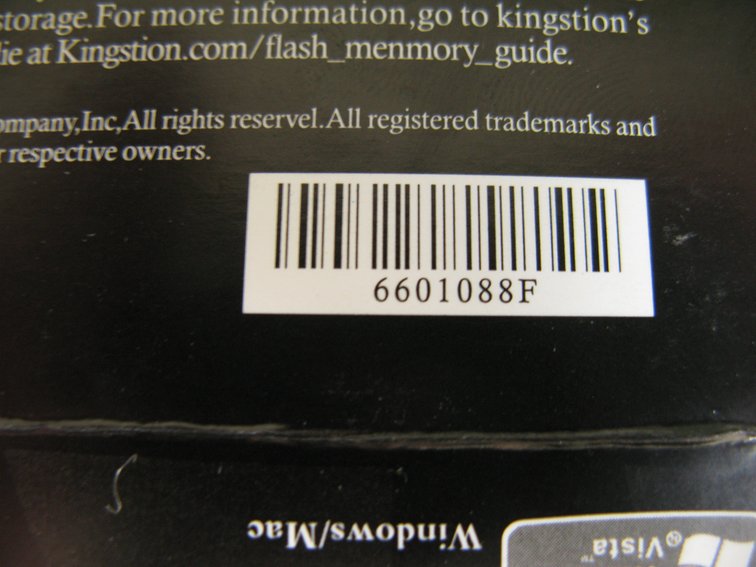 storage.For more information,go to kingstion's
ie at Kingstion.com/flash_menmory_guide.
ompany,Inc,All rights reservel.All registered trademarks and
r respective owners.
6601088F
Windows/Mac
Vista